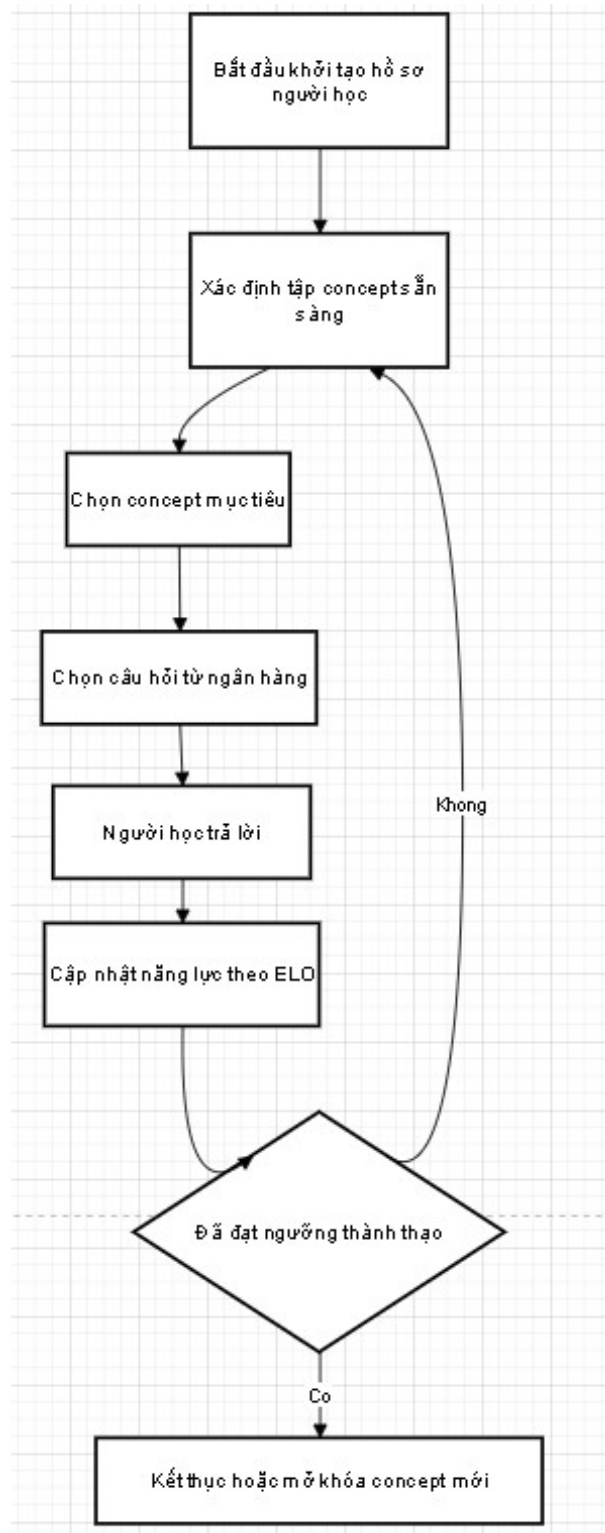 Bắt đầu khởi tạo hồ sơ
người học
Xác định tập concept sẵn
sàng
Chọn concept mục tiêu
Chọn câu hỏi từ ngân hàng
Người học trả lời
Cập nhật năng lực theo ELO
Khong
Đã đạt ngưỡng thành thạo
Co
Kết thúc hoặc mở khóa concept mới